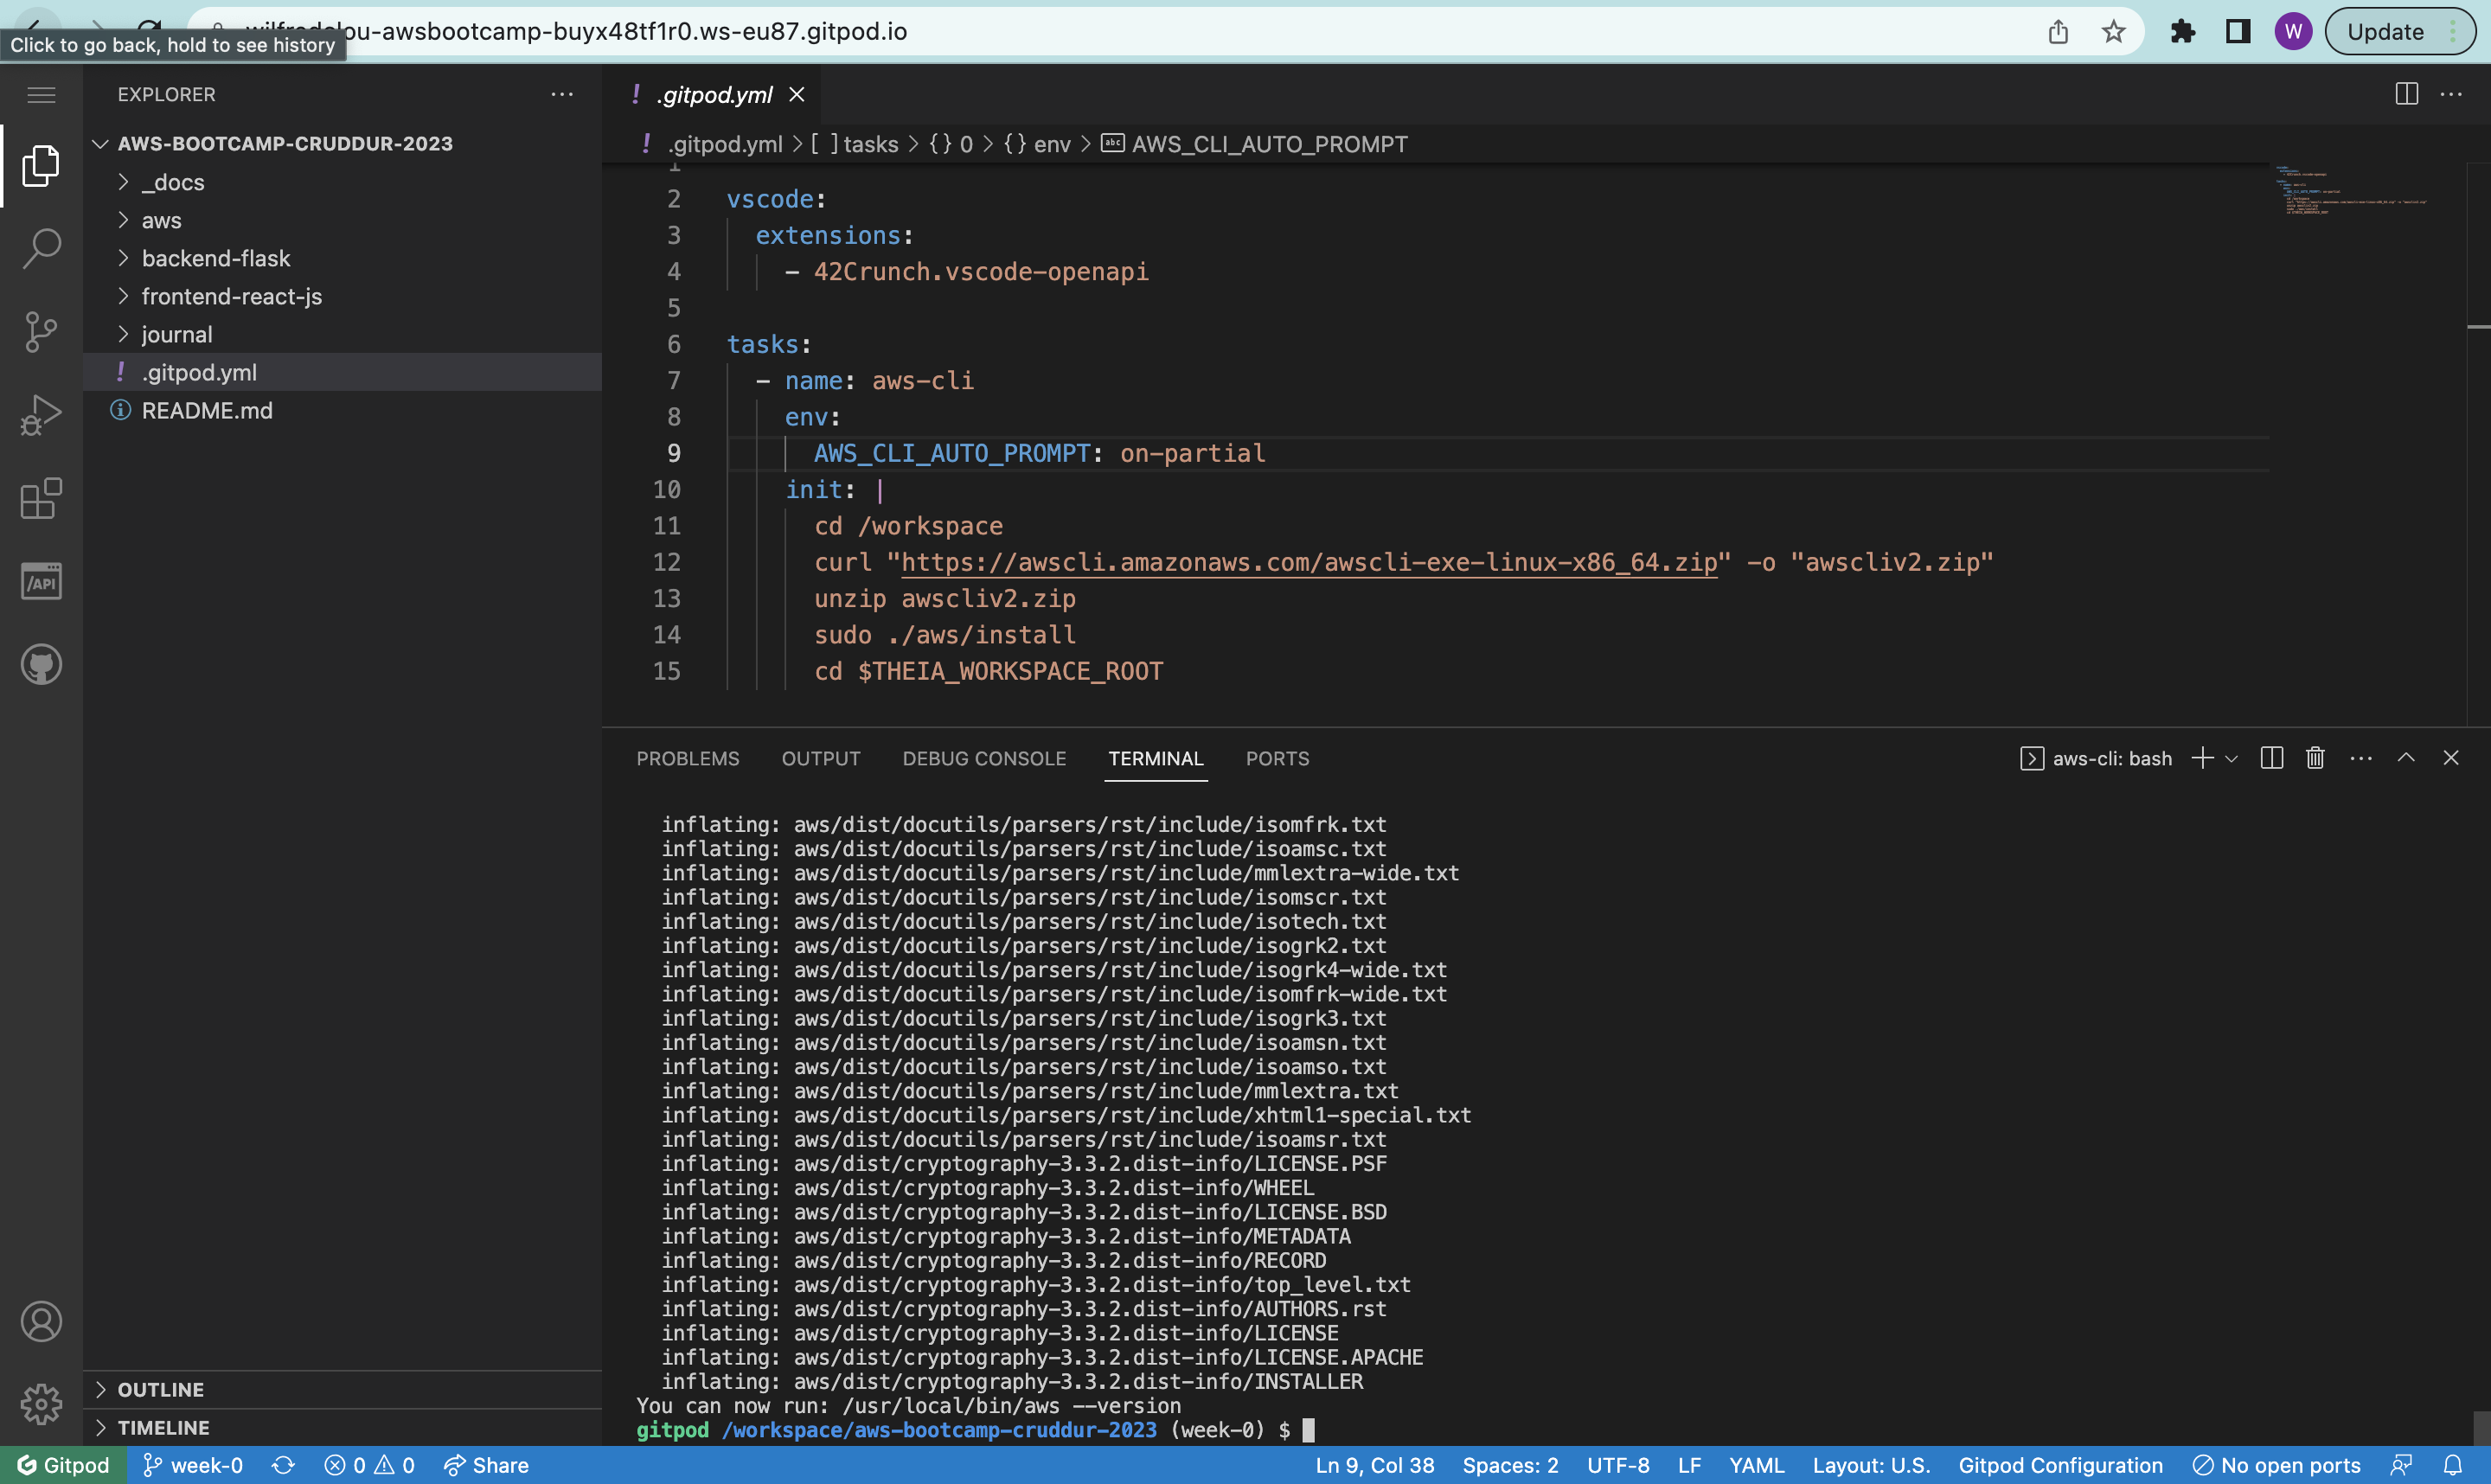 wilfredolou-awsbootcamp-buyx48tf1r0.ws-eu87.gitpod.io
Click to go back, hold to see history
W
Update
EXPLORER
.gitpod.yml
AWS-BOOTCAMP-CRUDDUR-2023
.gitpod.yml > [ ] tasks > {} 0 > {} env > abc AWS_CLI_AUTO_PROMPT
_docs
aws
backend-flask
frontend-react-js
journal
.gitpod.yml
README.md
/API
1
2 vscode:
3 extensions:
4 - 42Crunch.vscode-openapi
5
6 tasks:
7 - name: aws-cli
8 env:
9 AWS_CLI_AUTO_PROMPT: on-partial
10 init: |
11 cd /workspace
12 curl "https://awscli.amazonaws.com/awscli-exe-linux-x86_64.zip" -o "awscliv2.zip"
13 unzip awscliv2.zip
14 sudo ./aws/install
15 cd $THEIA_WORKSPACE_ROOT
PROBLEMS OUTPUT DEBUG CONSOLE TERMINAL PORTS
aws-cli: bash
inflating: aws/dist/docutils/parsers/rst/include/isomfrk.txt
inflating: aws/dist/docutils/parsers/rst/include/isoamsc.txt
inflating: aws/dist/docutils/parsers/rst/include/mmlextra-wide.txt
inflating: aws/dist/docutils/parsers/rst/include/isomscr.txt
inflating: aws/dist/docutils/parsers/rst/include/isotech.txt
inflating: aws/dist/docutils/parsers/rst/include/isogrk2.txt
inflating: aws/dist/docutils/parsers/rst/include/isogrk4-wide.txt
inflating: aws/dist/docutils/parsers/rst/include/isomfrk-wide.txt
inflating: aws/dist/docutils/parsers/rst/include/isogrk3.txt
inflating: aws/dist/docutils/parsers/rst/include/isoamsn.txt
inflating: aws/dist/docutils/parsers/rst/include/isoamso.txt
inflating: aws/dist/docutils/parsers/rst/include/mmlextra.txt
inflating: aws/dist/docutils/parsers/rst/include/xhtml1-special.txt
inflating: aws/dist/docutils/parsers/rst/include/isoamsr.txt
inflating: aws/dist/cryptography-3.3.2.dist-info/LICENSE.PSF
inflating: aws/dist/cryptography-3.3.2.dist-info/WHEEL
inflating: aws/dist/cryptography-3.3.2.dist-info/LICENSE.BSD
inflating: aws/dist/cryptography-3.3.2.dist-info/METADATA
inflating: aws/dist/cryptography-3.3.2.dist-info/RECORD
inflating: aws/dist/cryptography-3.3.2.dist-info/top_level.txt
inflating: aws/dist/cryptography-3.3.2.dist-info/AUTHORS.rst
inflating: aws/dist/cryptography-3.3.2.dist-info/LICENSE
inflating: aws/dist/cryptography-3.3.2.dist-info/LICENSE.APACHE
inflating: aws/dist/cryptography-3.3.2.dist-info/INSTALLER
You can now run: /usr/local/bin/aws --version
gitpod /workspace/aws-bootcamp-cruddur-2023 (week-0) $
OUTLINE
TIMELINE
Gitpod week-0 0 0 Share Ln 9, Col 38 Spaces: 2 UTF-8 LF YAML Layout: U.S. Gitpod Configuration No open ports